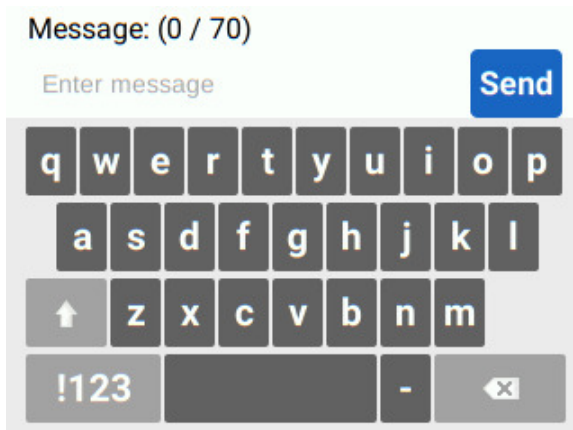 Message: (0 / 70)
Enter message Send
q w e r t y u i o p
a s d f g h j k l
z x c v b n m
!123 -